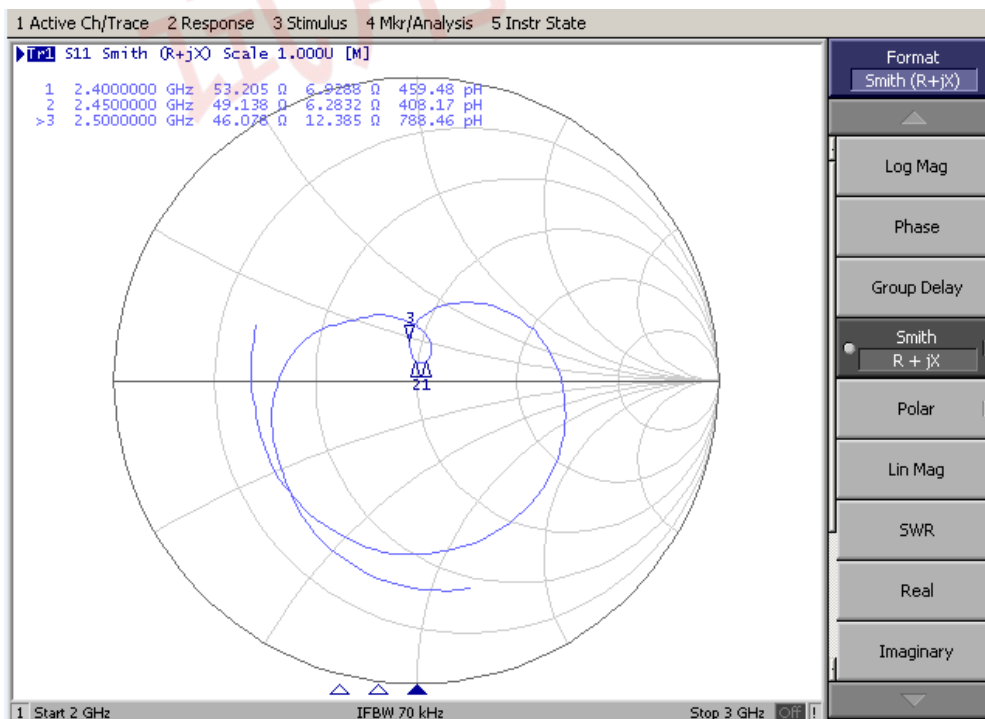 1 Active Ch/Trace 2 Response 3 Stimulus 4 Mkr/Analysis 5 Instr State
Tr1 S11 Smith (R+jX) Scale 1.000U [M]
1 2.4000000 GHz 53.205 Ω 6.9288 Ω 459.48 pH
2 2.4500000 GHz 49.138 Ω 6.2832 Ω 408.17 pH
>3 2.5000000 GHz 46.078 Ω 12.385 Ω 788.46 pH
3
21
Format
Smith (R+jX)
Log Mag
Phase
Group Delay
Smith
R + jX
Polar
Lin Mag
SWR
Real
Imaginary
1 Start 2 GHz IFBW 70 kHz Stop 3 GHz Off !